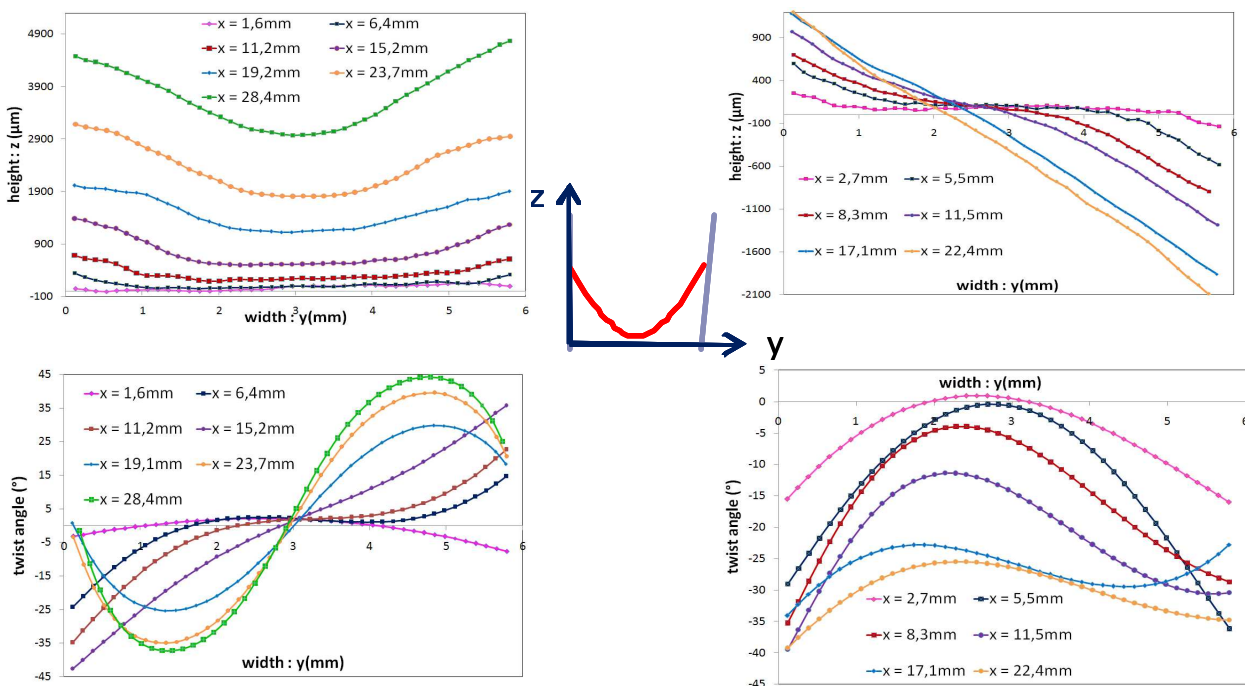 4900
3900
2900
1900
900
-100
height : z (µm)
x = 1,6mm x = 6,4mm
x = 11,2mm x = 15,2mm
x = 19,2mm x = 23,7mm
x = 28,4mm
0 1 2 3 4 5 6
width : y(mm)
900
400
-100
-600
-1100
-1600
-2100
height : z (µm)
0 1 2 3 4 5 6
x = 2,7mm x = 5,5mm
x = 8,3mm x = 11,5mm
x = 17,1mm x = 22,4mm
width : y(mm)
z
y
45
35
25
15
5
-5
-15
-25
-35
-45
twist angle (°)
x = 1,6mm x = 6,4mm
x = 11,2mm x = 15,2mm
x = 19,1mm x = 23,7mm
x = 28,4mm
0 1 2 3 4 5 6
width : y(mm)
5
0
-5
-10
-15
-20
-25
-30
-35
-40
-45
twist angle (°)
width : y(mm)
0 1 2 3 4 5 6
x = 2,7mm x = 5,5mm
x = 8,3mm x = 11,5mm
x = 17,1mm x = 22,4mm